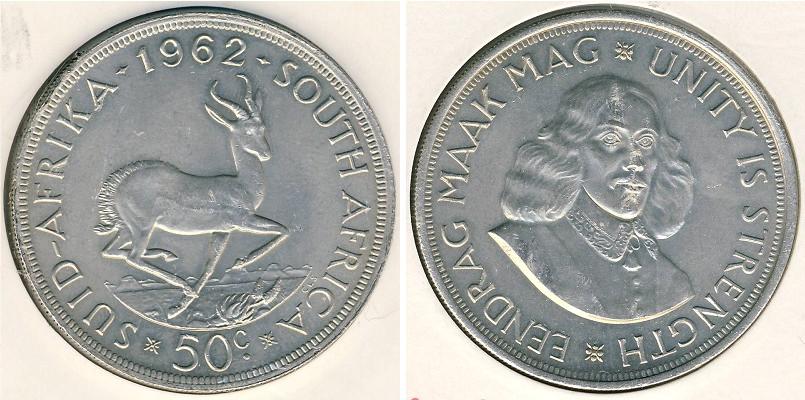 SUID-AFRIKA · 1962 · SOUTH AFRICA
50c
EENDRAG MAAK MAG
UNITY IS STRENGTH